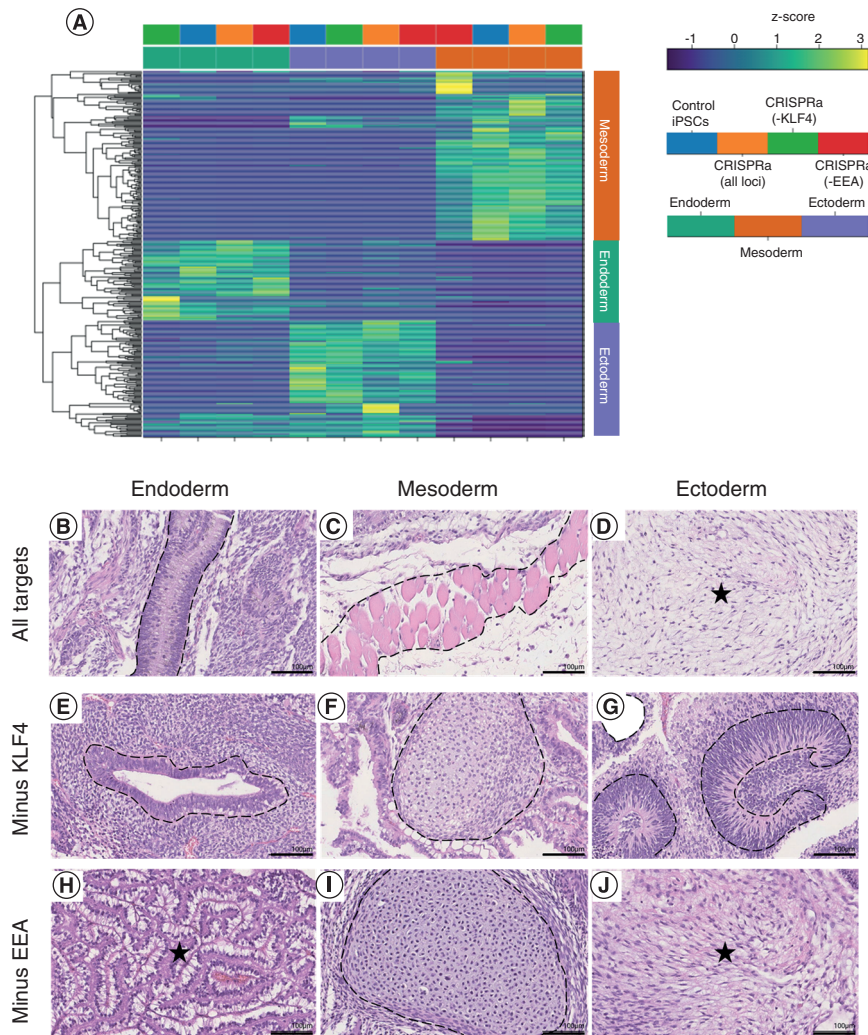 A
z-score
-1
0
1
2
3
Control
iPSCs
CRISPRa
(-KLF4)
CRISPRa
(all loci)
CRISPRa
(-EEA)
Endoderm
Ectoderm
Mesoderm
Mesoderm
Endoderm
Ectoderm
Endoderm
Mesoderm
Ectoderm
All targets
B
100µm
C
100µm
D
100µm
Minus KLF4
E
100µm
F
100µm
G
100µm
Minus EEA
H
100µm
I
100µm
J
100µm